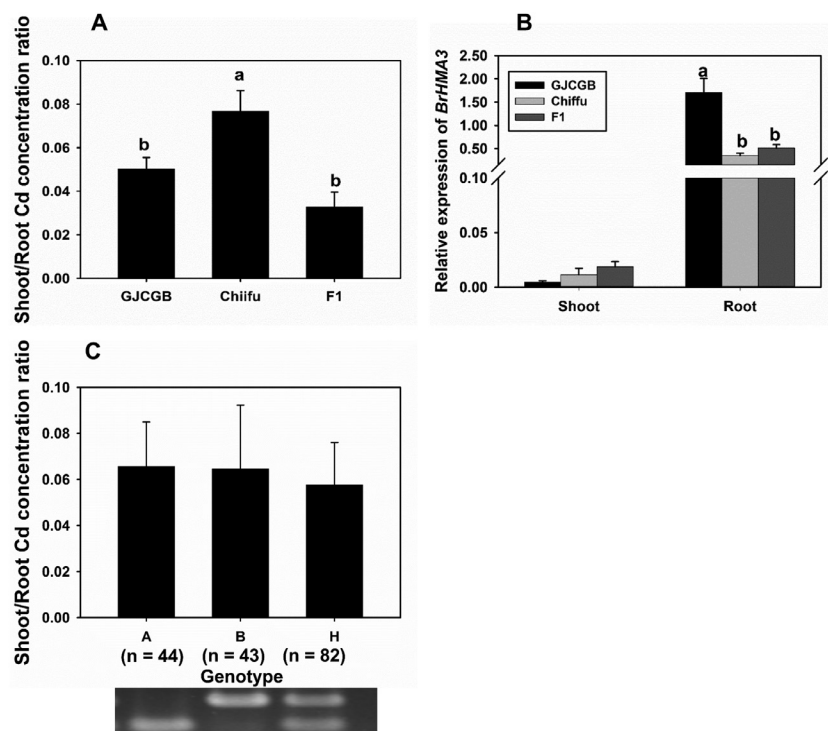 A
Shoot/Root Cd concentration ratio
0.10
0.08
0.06
0.04
0.02
0.00
b
a
b
GJCGB
Chiifu
F1
B
Relative expression of BrHMA3
2.50
2.00
1.50
1.00
0.50
0.10
0.05
0.00
GJCGB
Chiffu
F1
a
b
b
Shoot
Root
C
Shoot/Root Cd concentration ratio
0.10
0.08
0.06
0.04
0.02
0.00
A
B
H
(n = 44)
(n = 43)
(n = 82)
Genotype